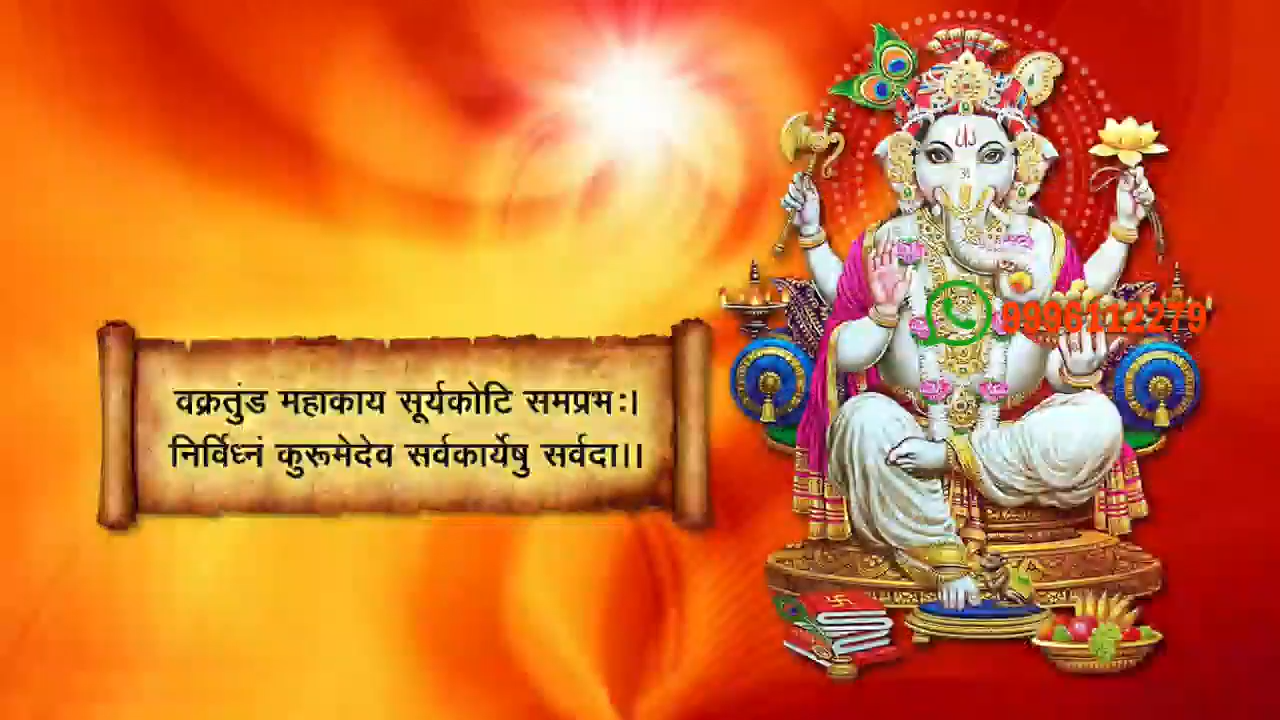 वक्रतुंड महाकाय सूर्यकोटि समप्रभः।
निर्विध्नं कुरूमेदेव सर्वकार्येषु सर्वदा।।
9996112279